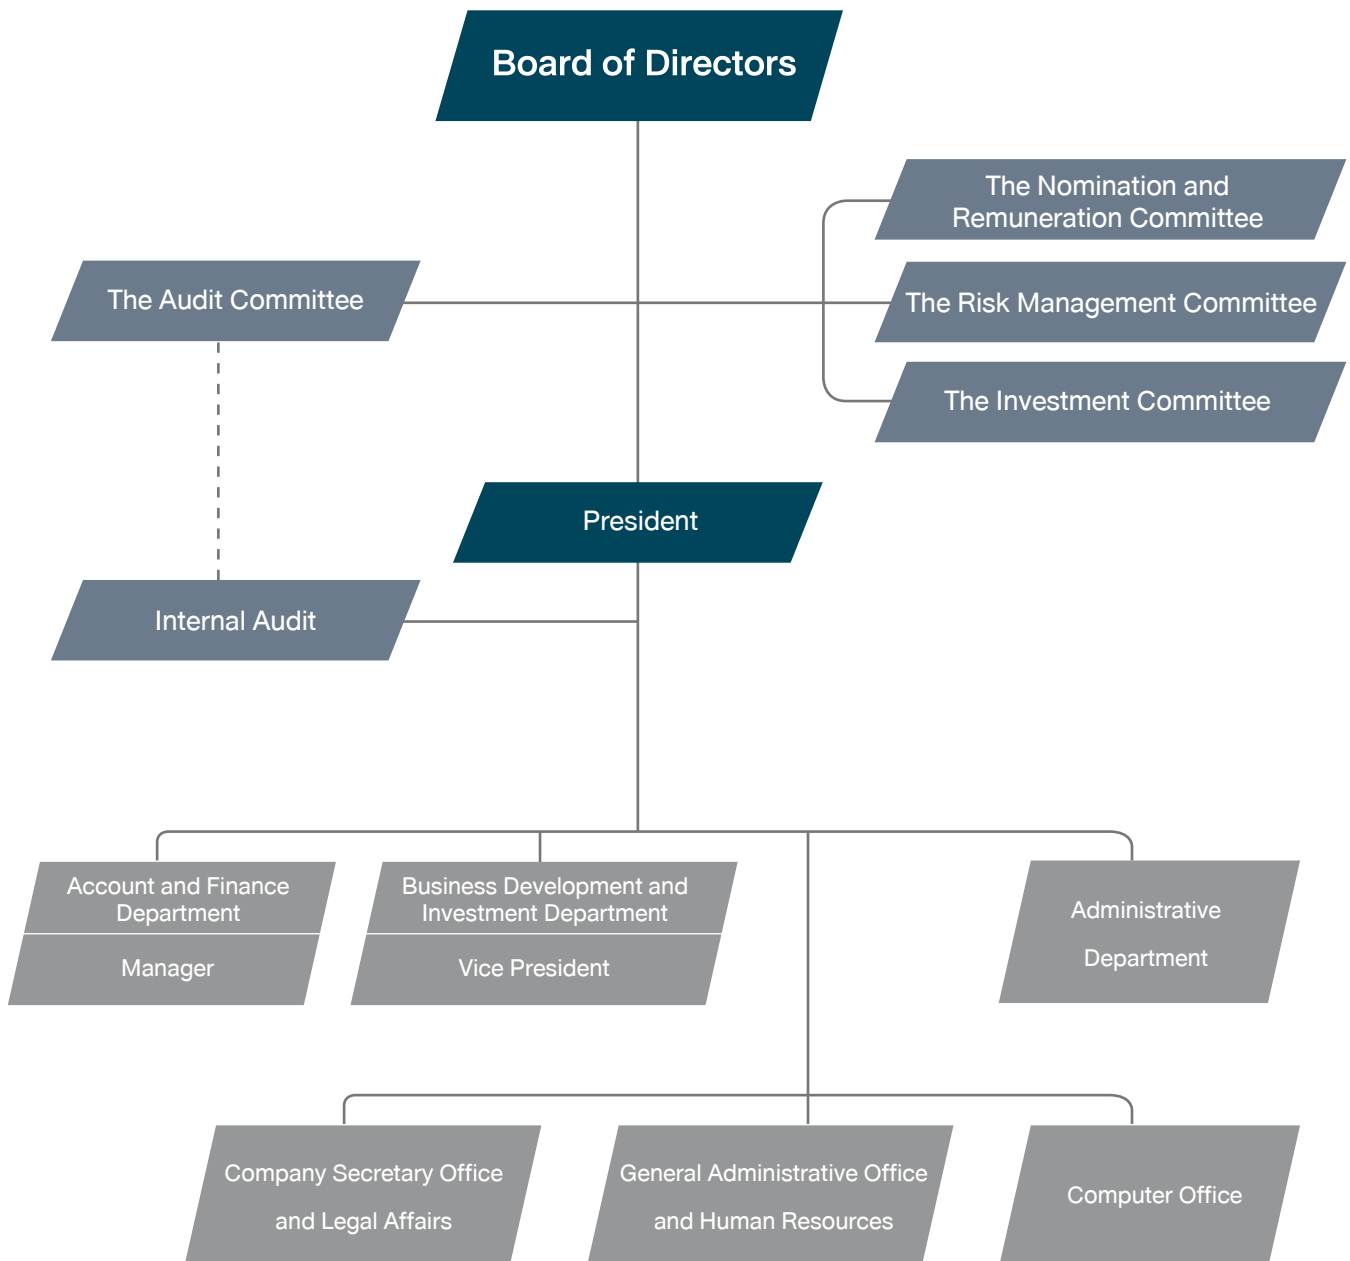 Board of Directors
The Nomination and
Remuneration Committee
The Audit Committee
The Risk Management Committee
The Investment Committee
President
Internal Audit
Account and Finance
Department
Manager
Business Development and
Investment Department
Vice President
Administrative
Department
Company Secretary Office
and Legal Affairs
General Administrative Office
and Human Resources
Computer Office